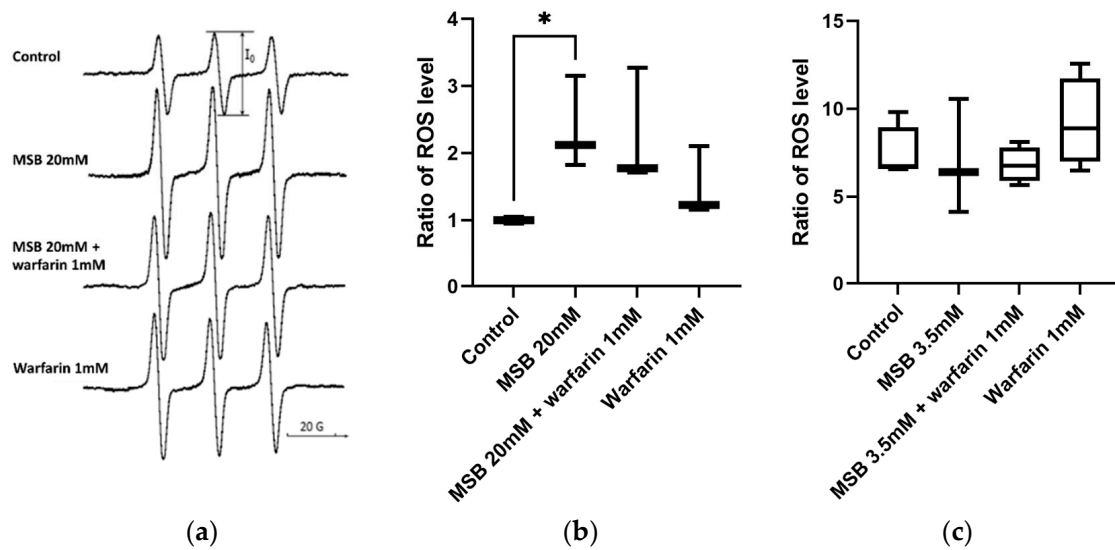 Control
I₀
MSB 20mM
MSB 20mM +
warfarin 1mM
Warfarin 1mM
20 G
(a)
Ratio of ROS level
4
3
2
1
0
*
Control
MSB 20mM
MSB 20mM + warfarin 1mM
Warfarin 1mM
(b)
Ratio of ROS level
15
10
5
0
Control
MSB 3.5mM
MSB 3.5mM + warfarin 1mM
Warfarin 1mM
(c)